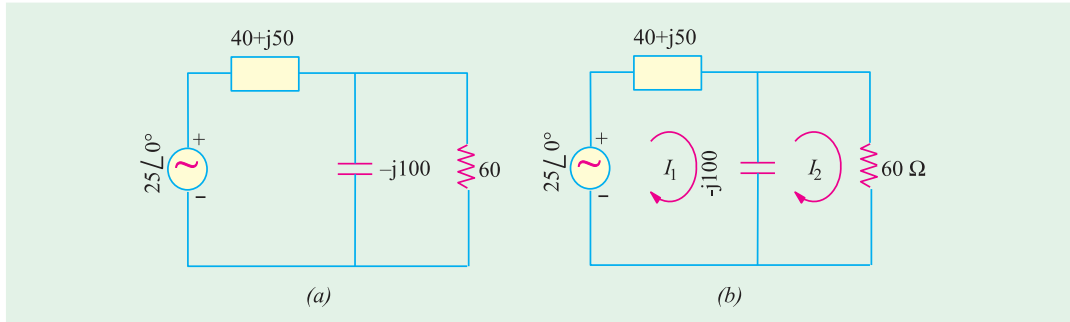 40+j50
25∠0°
+
-
–j100
60
(a)
40+j50
25∠0°
+
-
I₁
-j100
I₂
60 Ω
(b)